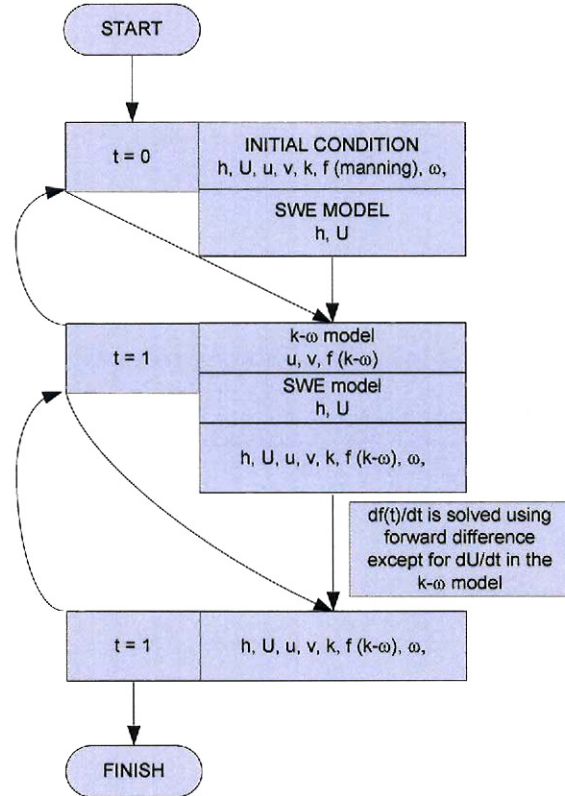 START
t = 0
INITIAL CONDITION
h, U, u, v, k, f (manning), ω,
SWE MODEL
h, U
t = 1
k-ω model
u, v, f (k-ω)
SWE model
h, U
h, U, u, v, k, f (k-ω), ω,
df(t)/dt is solved using
forward difference
except for dU/dt in the
k-ω model
t = 1
h, U, u, v, k, f (k-ω), ω,
FINISH